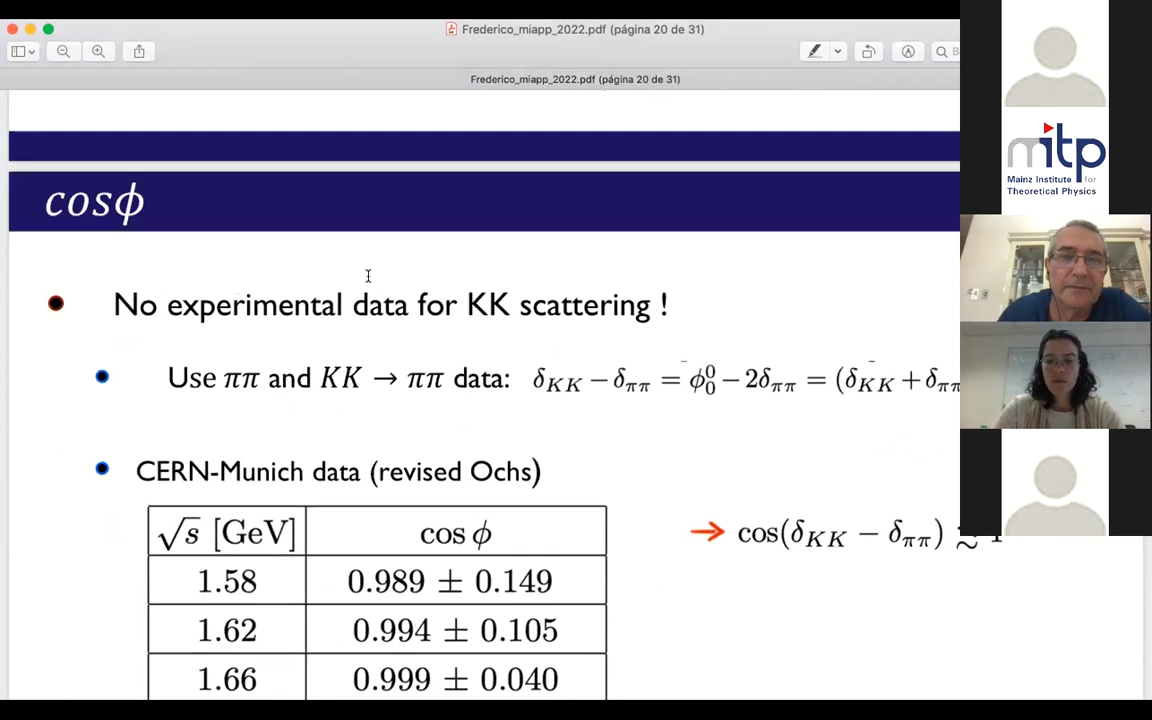 Frederico_miapp_2022.pdf (página 20 de 31)
Frederico_miapp_2022.pdf (página 20 de 31)
mitp
Mainz Institute for
Theoretical Physics
cosϕ
No experimental data for KK scattering !
Use ππ and KK → ππ data: δ_KK − δ_ππ = ϕ⁰₀ − 2δ_ππ = (δ_KK + δ_ππ
CERN-Munich data (revised Ochs)
√s [GeV] cos ϕ
→ cos(δ_KK − δ_ππ) ≈ 1
1.58 0.989 ± 0.149
1.62 0.994 ± 0.105
1.66 0.999 ± 0.040